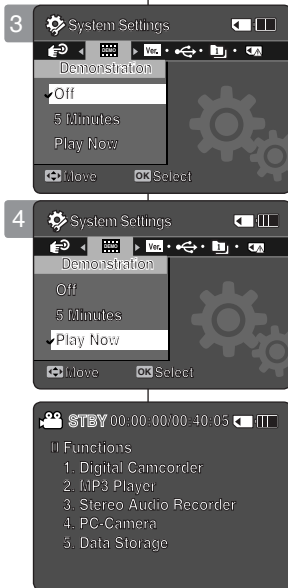 3
System Settings
Ver.
Demonstration
Off
5 Minutes
Play Now
Move OK Select
4
System Settings
Ver.
Demonstration
Off
5 Minutes
Play Now
Move OK Select
STBY 00:00:00/00:40:05
Functions
1. Digital Camcorder
2. MP3 Player
3. Stereo Audio Recorder
4. PC-Camera
5. Data Storage